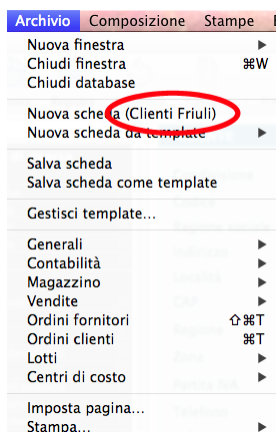 Archivio Composizione Stampe
Nuova finestra
Chiudi finestra ⌘W
Chiudi database
Nuova scheda (Clienti Friuli)
Nuova scheda da template
Salva scheda
Salva scheda come template
Gestisci template...
Generali
Contabilità
Magazzino
Vendite
Ordini fornitori ⇧⌘T
Ordini clienti ⌘T
Lotti
Centri di costo
Imposta pagina...
Stampa...